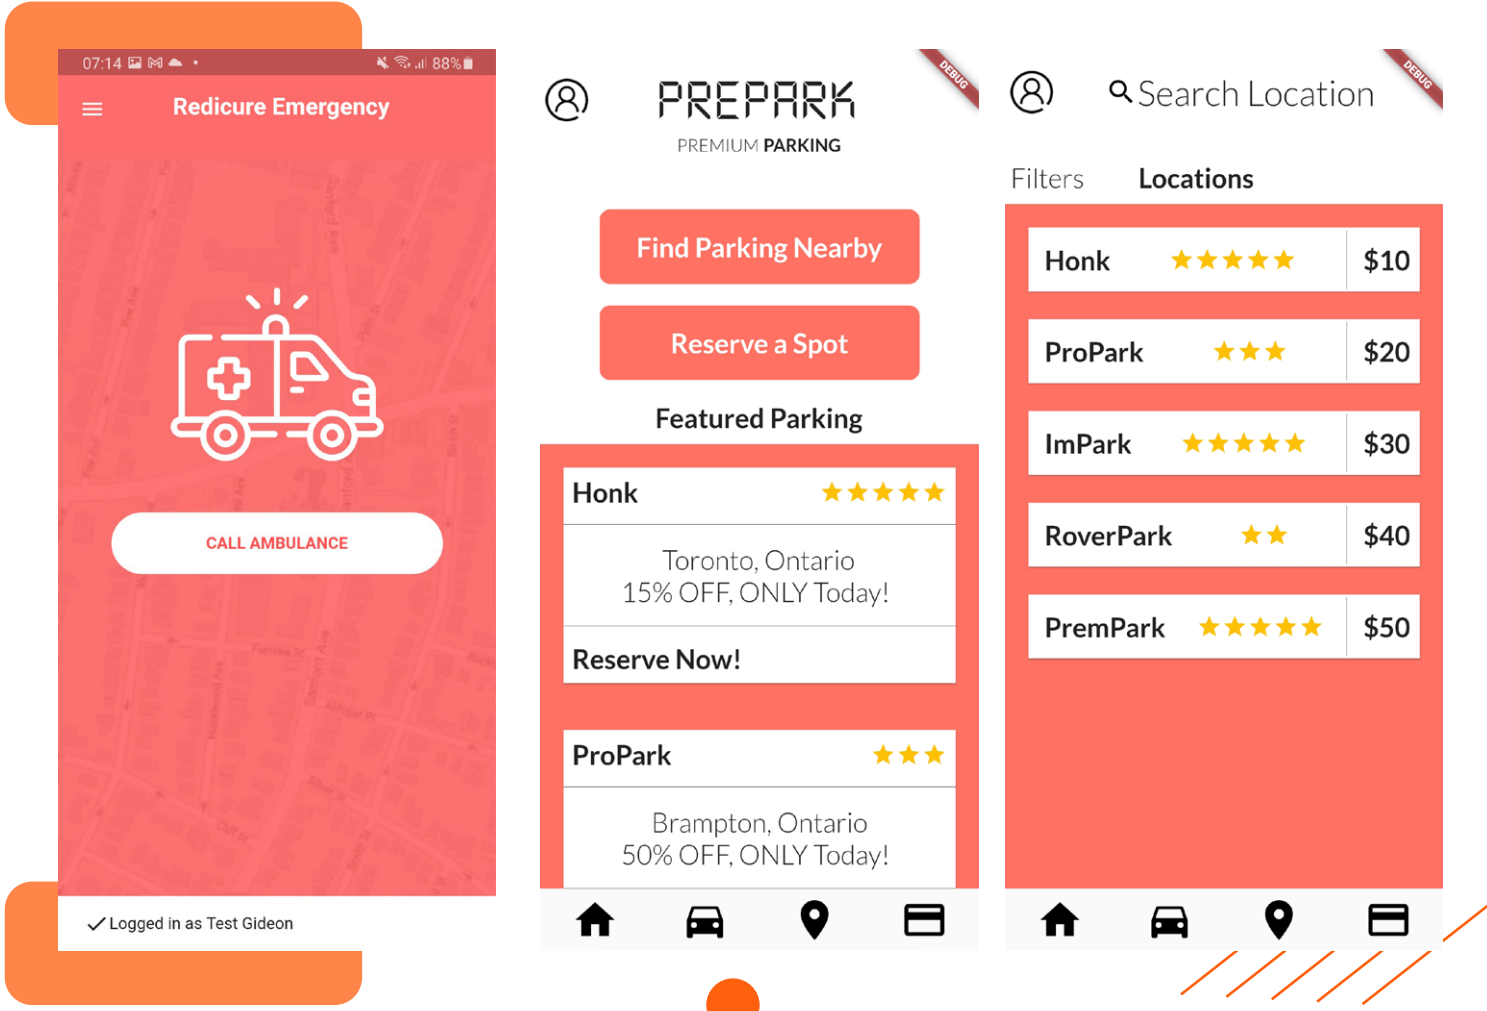 07:14
88%
Redicure Emergency
CALL AMBULANCE
Logged in as Test Gideon
DEBUG
PREPARK
PREMIUM PARKING
Find Parking Nearby
Reserve a Spot
Featured Parking
Honk
Toronto, Ontario
15% OFF, ONLY Today!
Reserve Now!
ProPark
Brampton, Ontario
50% OFF, ONLY Today!
DEBUG
Search Location
Filters Locations
Honk $10
ProPark $20
ImPark $30
RoverPark $40
PremPark $50